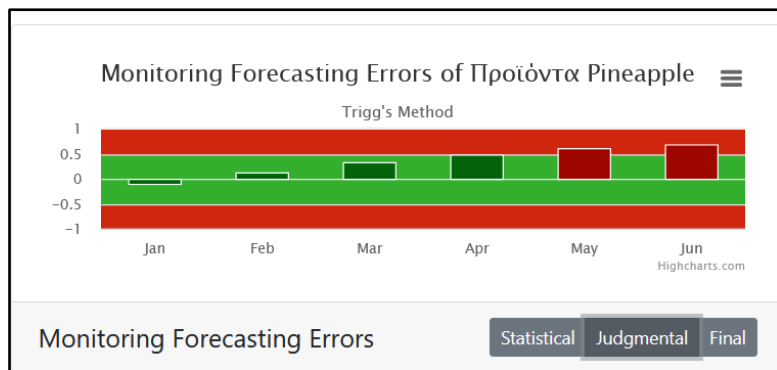 Monitoring Forecasting Errors of Προϊόντα Pineapple
Trigg's Method
1
0.5
0
−0.5
−1
Jan Feb Mar Apr May Jun
Highcharts.com
Monitoring Forecasting Errors Statistical Judgmental Final